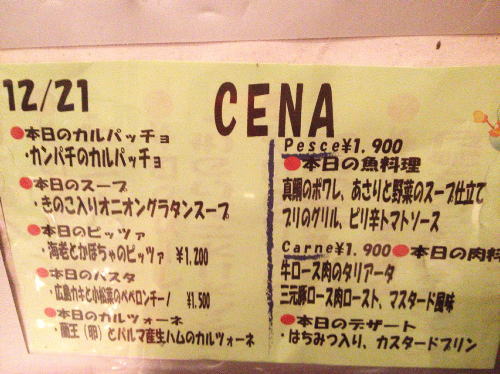 12/21
CENA
●本日のカルパッチョ
・カンパチのカルパッチョ
●本日のスープ
・きのこ入りオニオングラタンスープ
●本日のピッツァ
・海老とかぼちゃのピッツァ ¥1,200
●本日のパスタ
・広島カキと小松菜のペペロンチーノ ¥1,500
●本日のカルツォーネ
・蘭王(卵)とパルマ産生ハムのカルツォーネ
Pesce¥1,900
●本日の魚料理
真鯛のポワレ、あさりと野菜のスープ仕立て
ブリのグリル、ピリ辛トマトソース
Carne¥1,900●本日の肉料
牛ロース肉のタリアータ
三元豚ロース肉ロースト、マスタード風味
●本日のデザート
・はちみつ入り、カスタードプリン